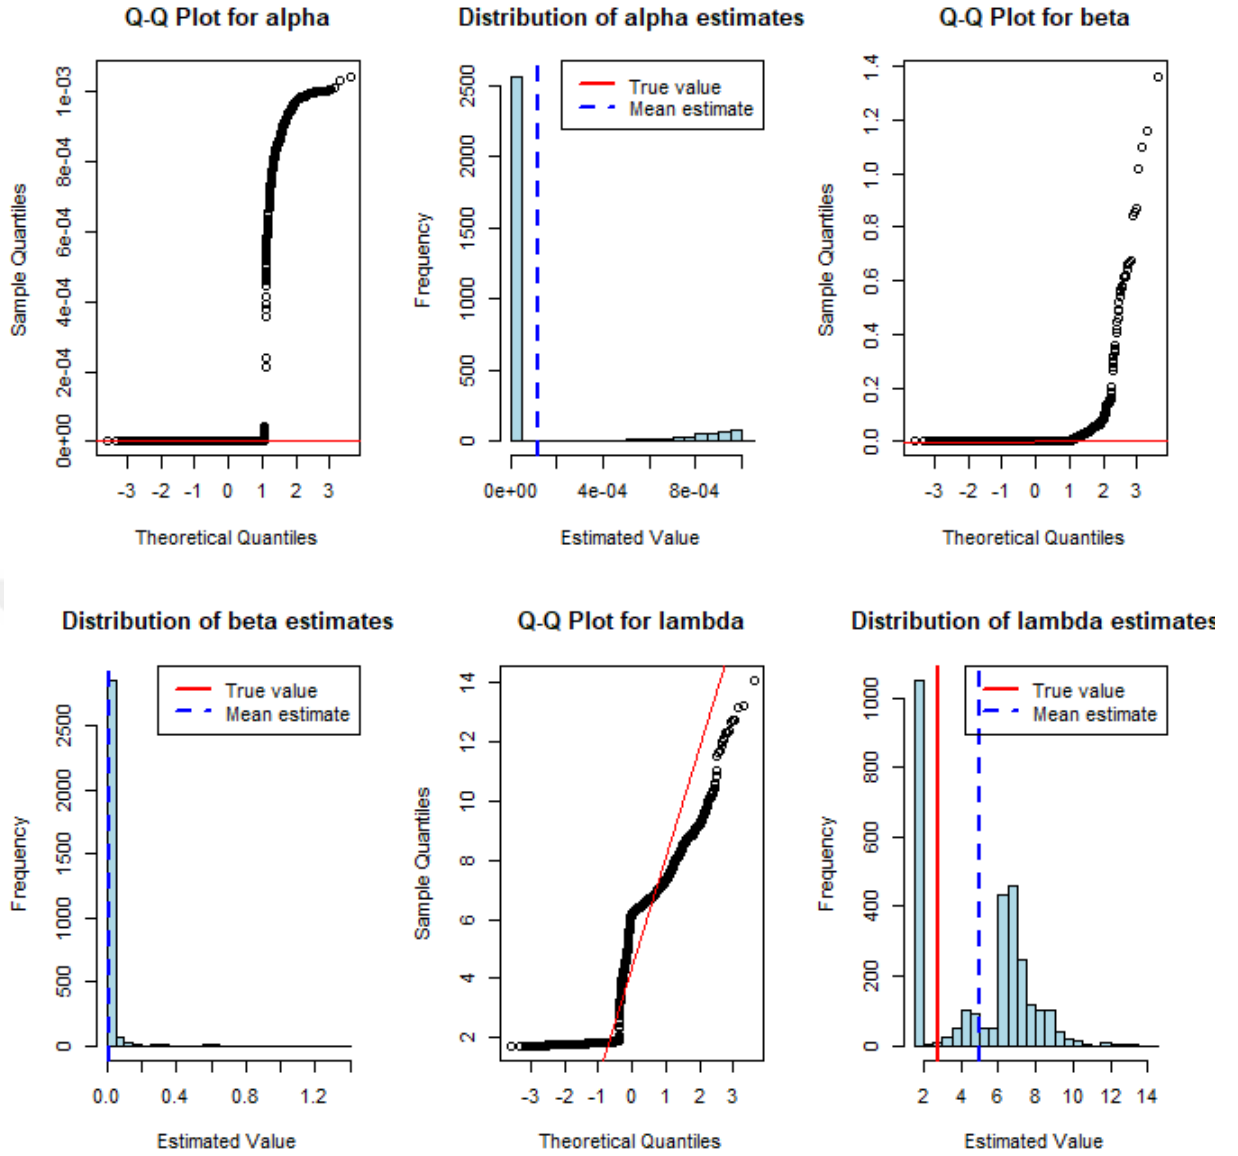 Q-Q Plot for alpha
Sample Quantiles
0e+00 2e-04 4e-04 6e-04 8e-04 1e-03
-3 -2 -1 0 1 2 3
Theoretical Quantiles
Distribution of alpha estimates
True value
Mean estimate
Frequency
0 500 1000 1500 2000 2500
0e+00 4e-04 8e-04
Estimated Value
Q-Q Plot for beta
Sample Quantiles
0.0 0.2 0.4 0.6 0.8 1.0 1.2 1.4
-3 -2 -1 0 1 2 3
Theoretical Quantiles
Distribution of beta estimates
True value
Mean estimate
Frequency
0 500 1000 1500 2000 2500
0.0 0.4 0.8 1.2
Estimated Value
Q-Q Plot for lambda
Sample Quantiles
2 4 6 8 10 12 14
-3 -2 -1 0 1 2 3
Theoretical Quantiles
Distribution of lambda estimates
True value
Mean estimate
Frequency
0 200 400 600 800 1000
2 4 6 8 10 12 14
Estimated Value